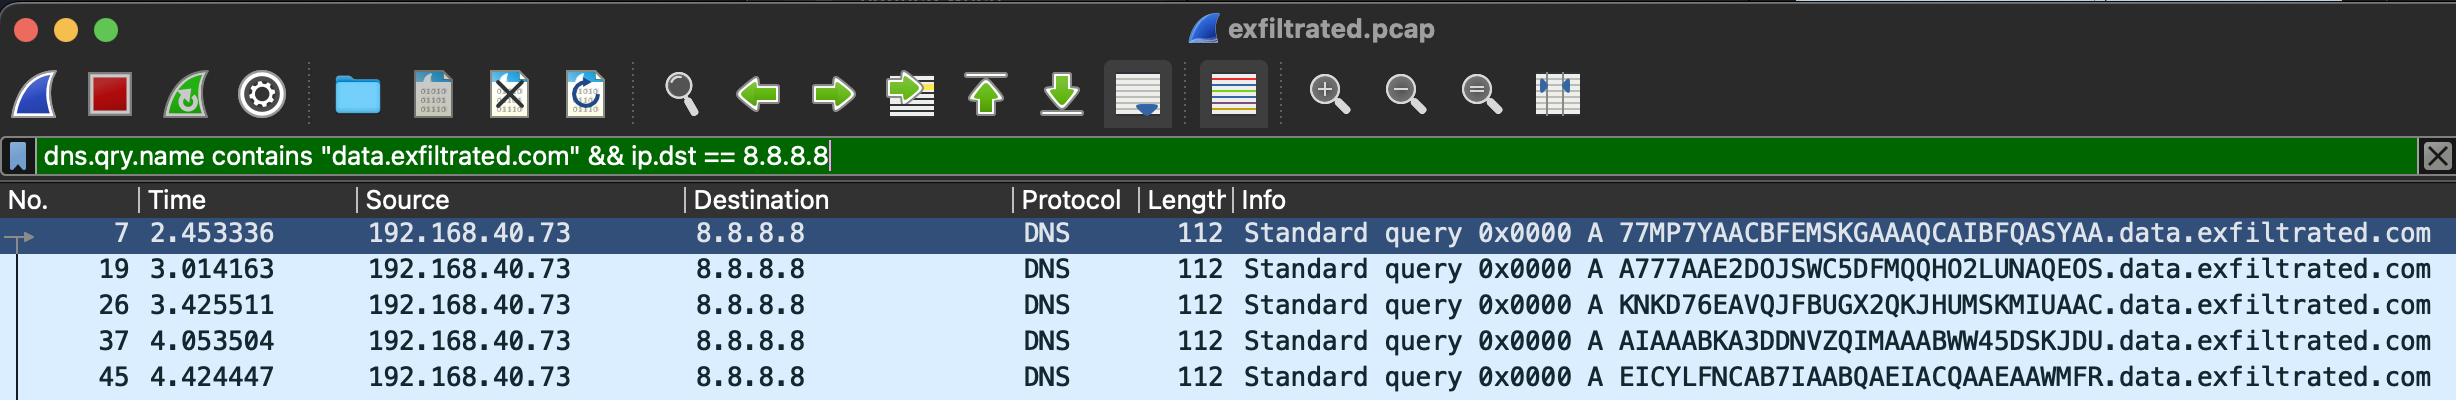 exfiltrated.pcap
dns.qry.name contains "data.exfiltrated.com" && ip.dst == 8.8.8.8
No. Time Source Destination Protocol Length Info
7 2.453336 192.168.40.73 8.8.8.8 DNS 112 Standard query 0x0000 A 77MP7YAACBFEMSKGAAAQCAIBFQASYAA.data.exfiltrated.com
19 3.014163 192.168.40.73 8.8.8.8 DNS 112 Standard query 0x0000 A A777AAE2DOJSWC5DFMQQHO2LUNAQEOS.data.exfiltrated.com
26 3.425511 192.168.40.73 8.8.8.8 DNS 112 Standard query 0x0000 A KNKD76EAVQJFBUGX2QKJHUMSKMIUAAC.data.exfiltrated.com
37 4.053504 192.168.40.73 8.8.8.8 DNS 112 Standard query 0x0000 A AIAAABKA3DDNVZQIMAAABWW45DSKJDU.data.exfiltrated.com
45 4.424447 192.168.40.73 8.8.8.8 DNS 112 Standard query 0x0000 A EICYLFNCAB7IAABQAEIACQAAEAAWMFR.data.exfiltrated.com